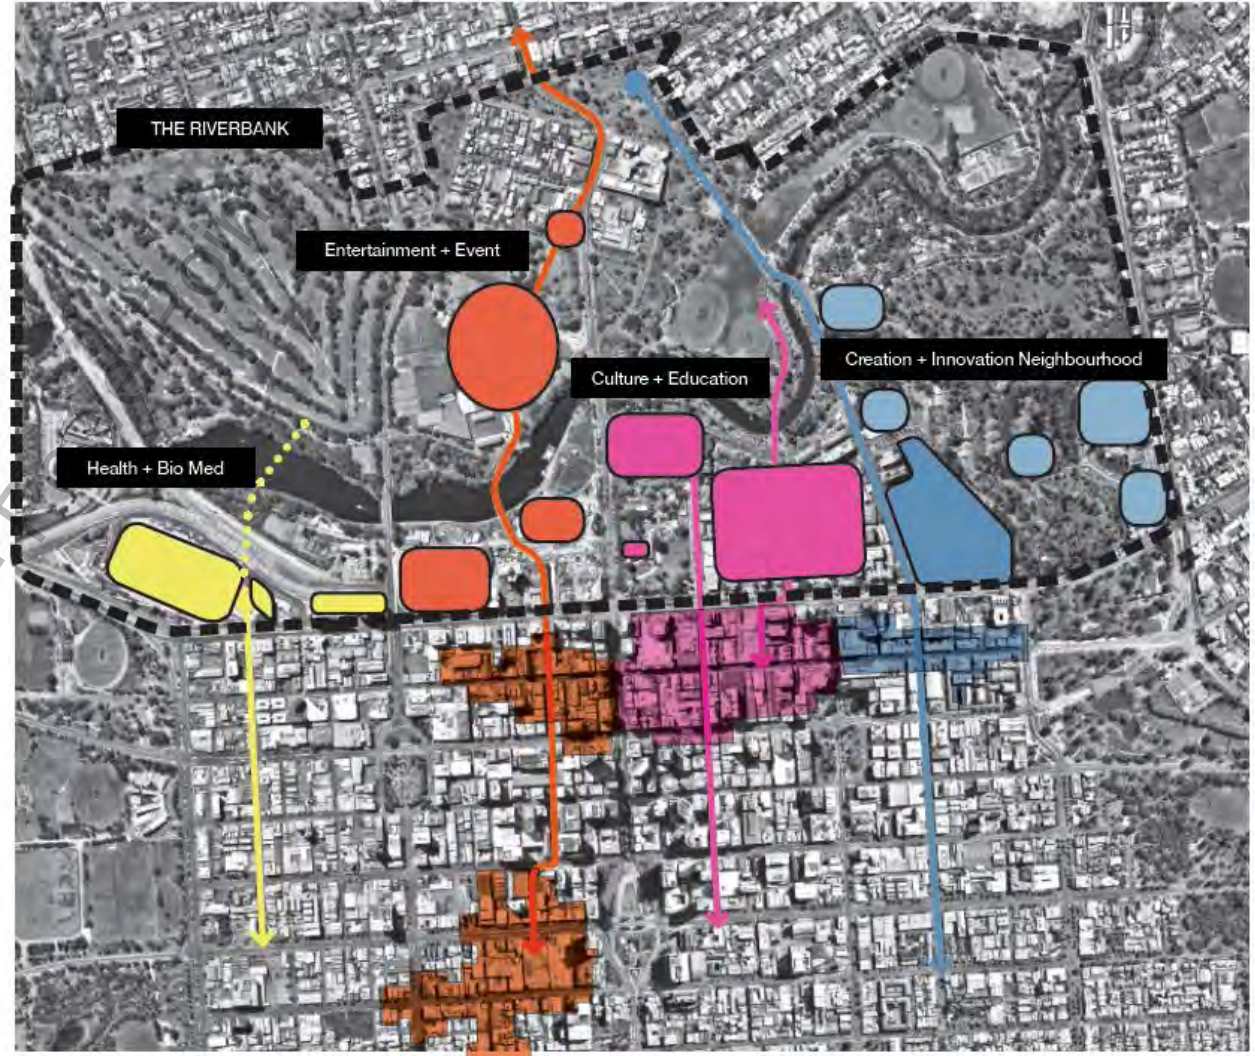 THE RIVERBANK
Entertainment + Event
Creation + Innovation Neighbourhood
Culture + Education
Health + Bio Med